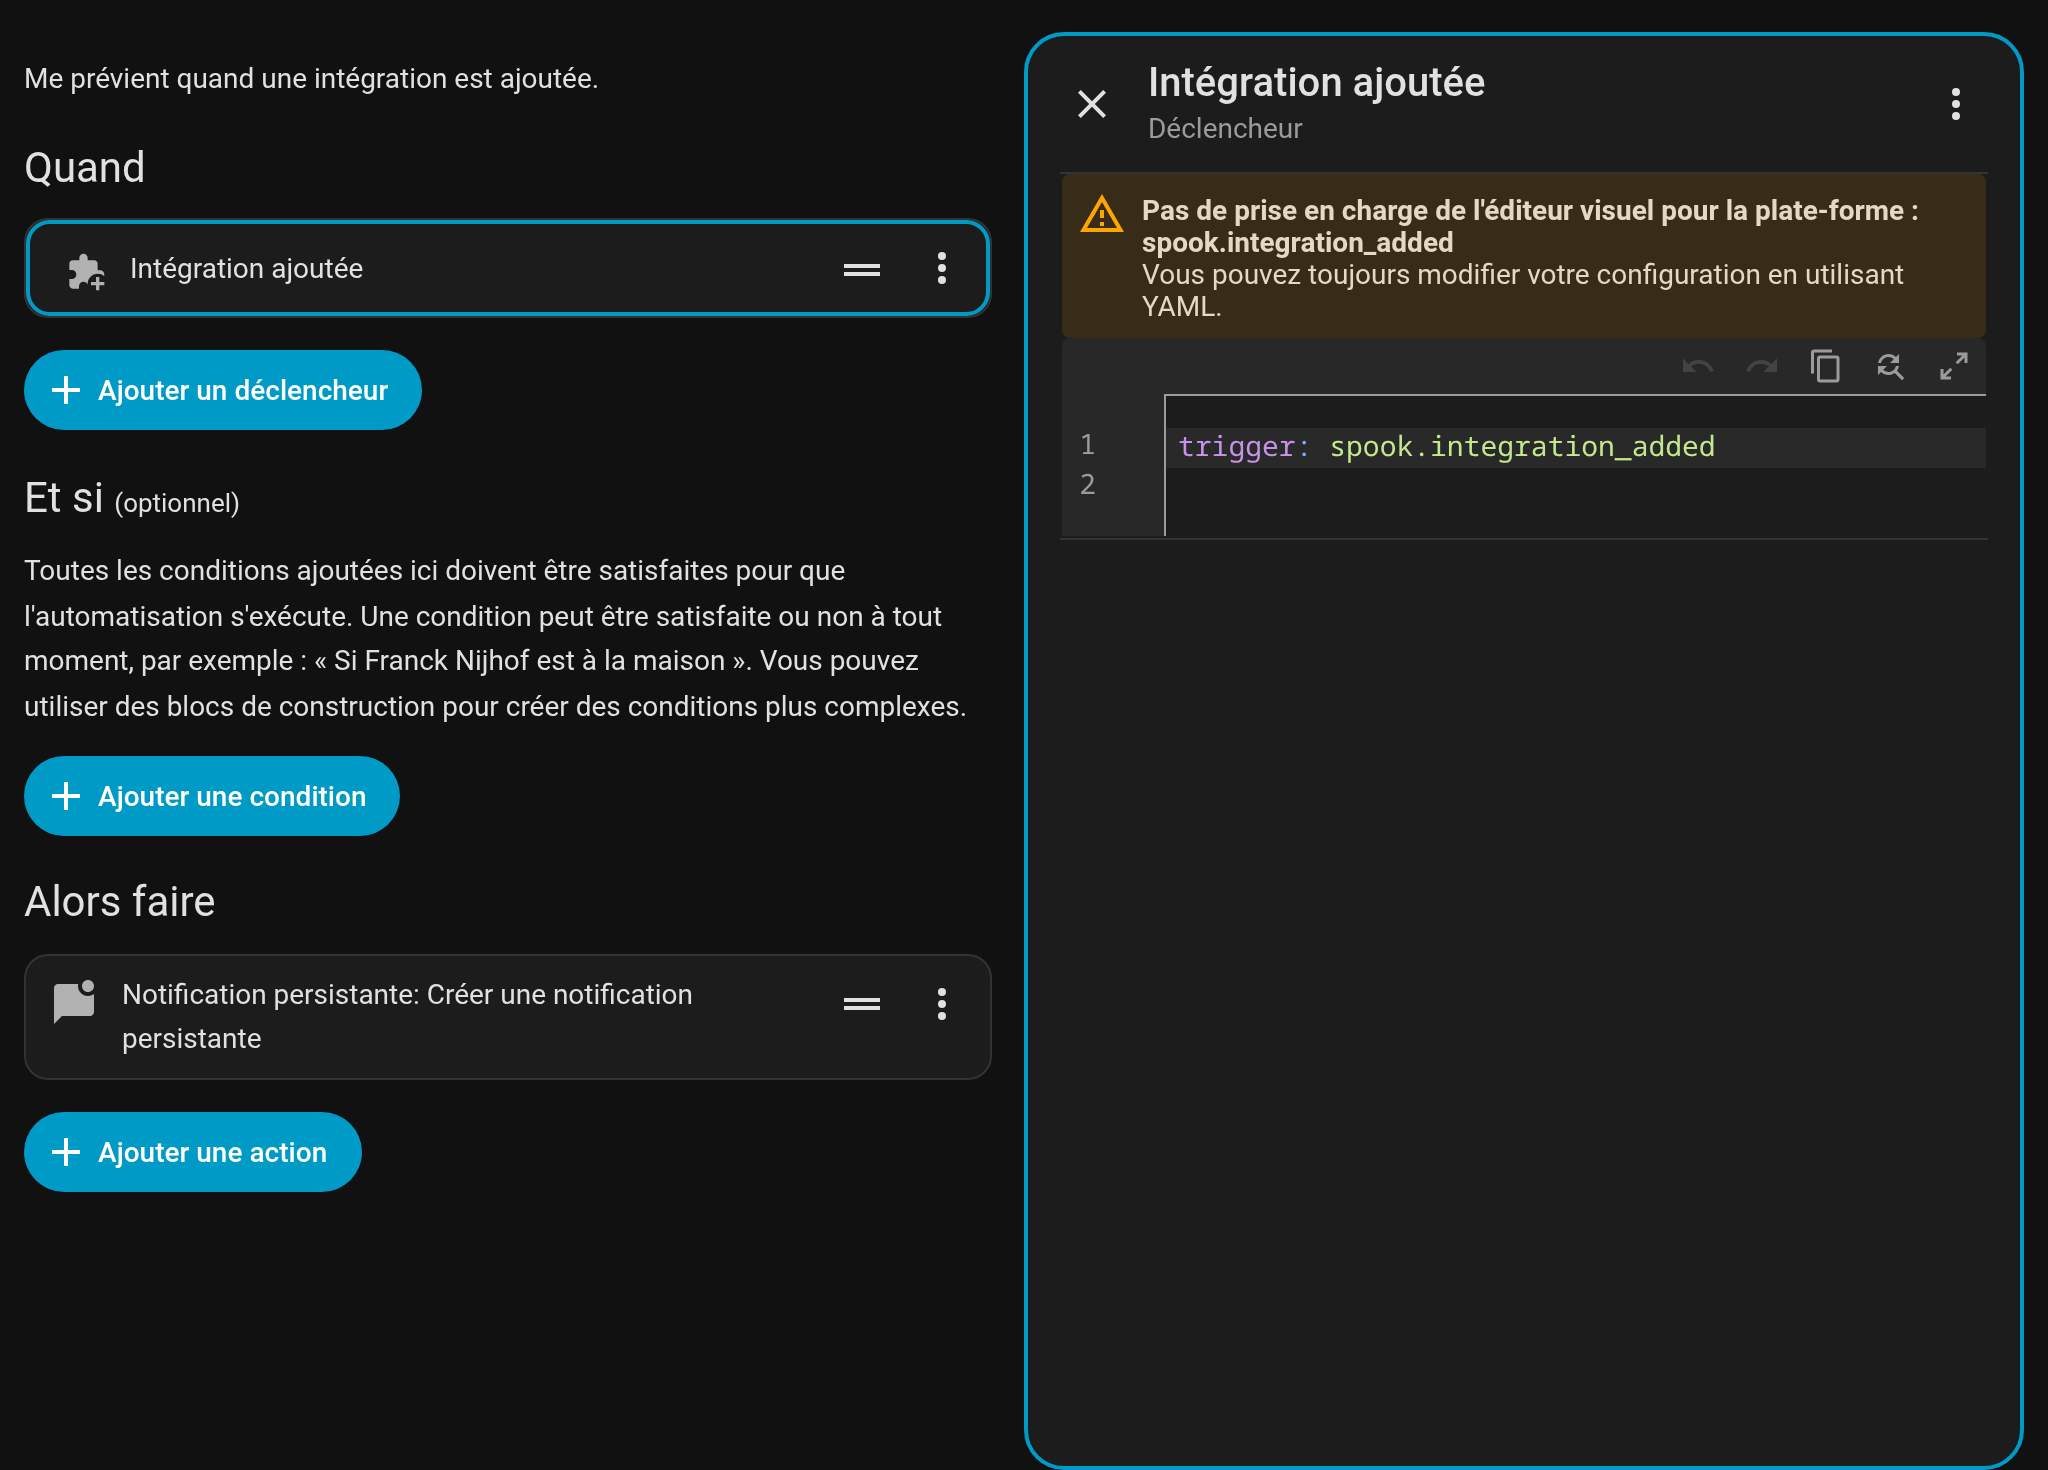 Me prévient quand une intégration est ajoutée.
Quand
Intégration ajoutée
Ajouter un déclencheur
Et si (optionnel)
Toutes les conditions ajoutées ici doivent être satisfaites pour que
l'automatisation s'exécute. Une condition peut être satisfaite ou non à tout
moment, par exemple : « Si Franck Nijhof est à la maison ». Vous pouvez
utiliser des blocs de construction pour créer des conditions plus complexes.
Ajouter une condition
Alors faire
Notification persistante: Créer une notification
persistante
Ajouter une action
Intégration ajoutée
Déclencheur
Pas de prise en charge de l'éditeur visuel pour la plate-forme :
spook.integration_added
Vous pouvez toujours modifier votre configuration en utilisant
YAML.
1 trigger: spook.integration_added
2